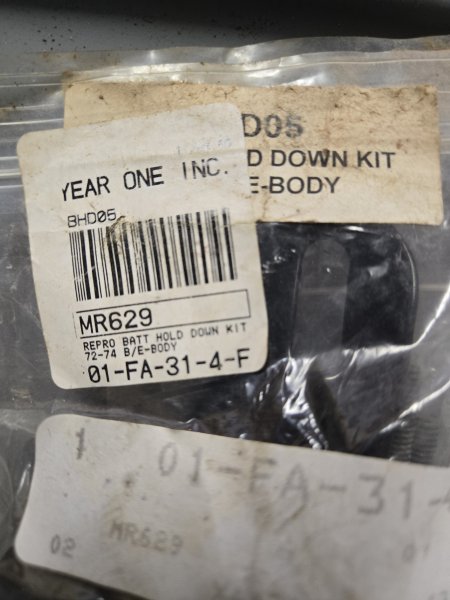 D05
D DOWN KIT
E-BODY
YEAR ONE INC.
BHD05
MR629
REPRO BATT HOLD DOWN KIT
72-74 B/E-BODY
01-FA-31-4-F
1 01-FA-31-4
02 MR629